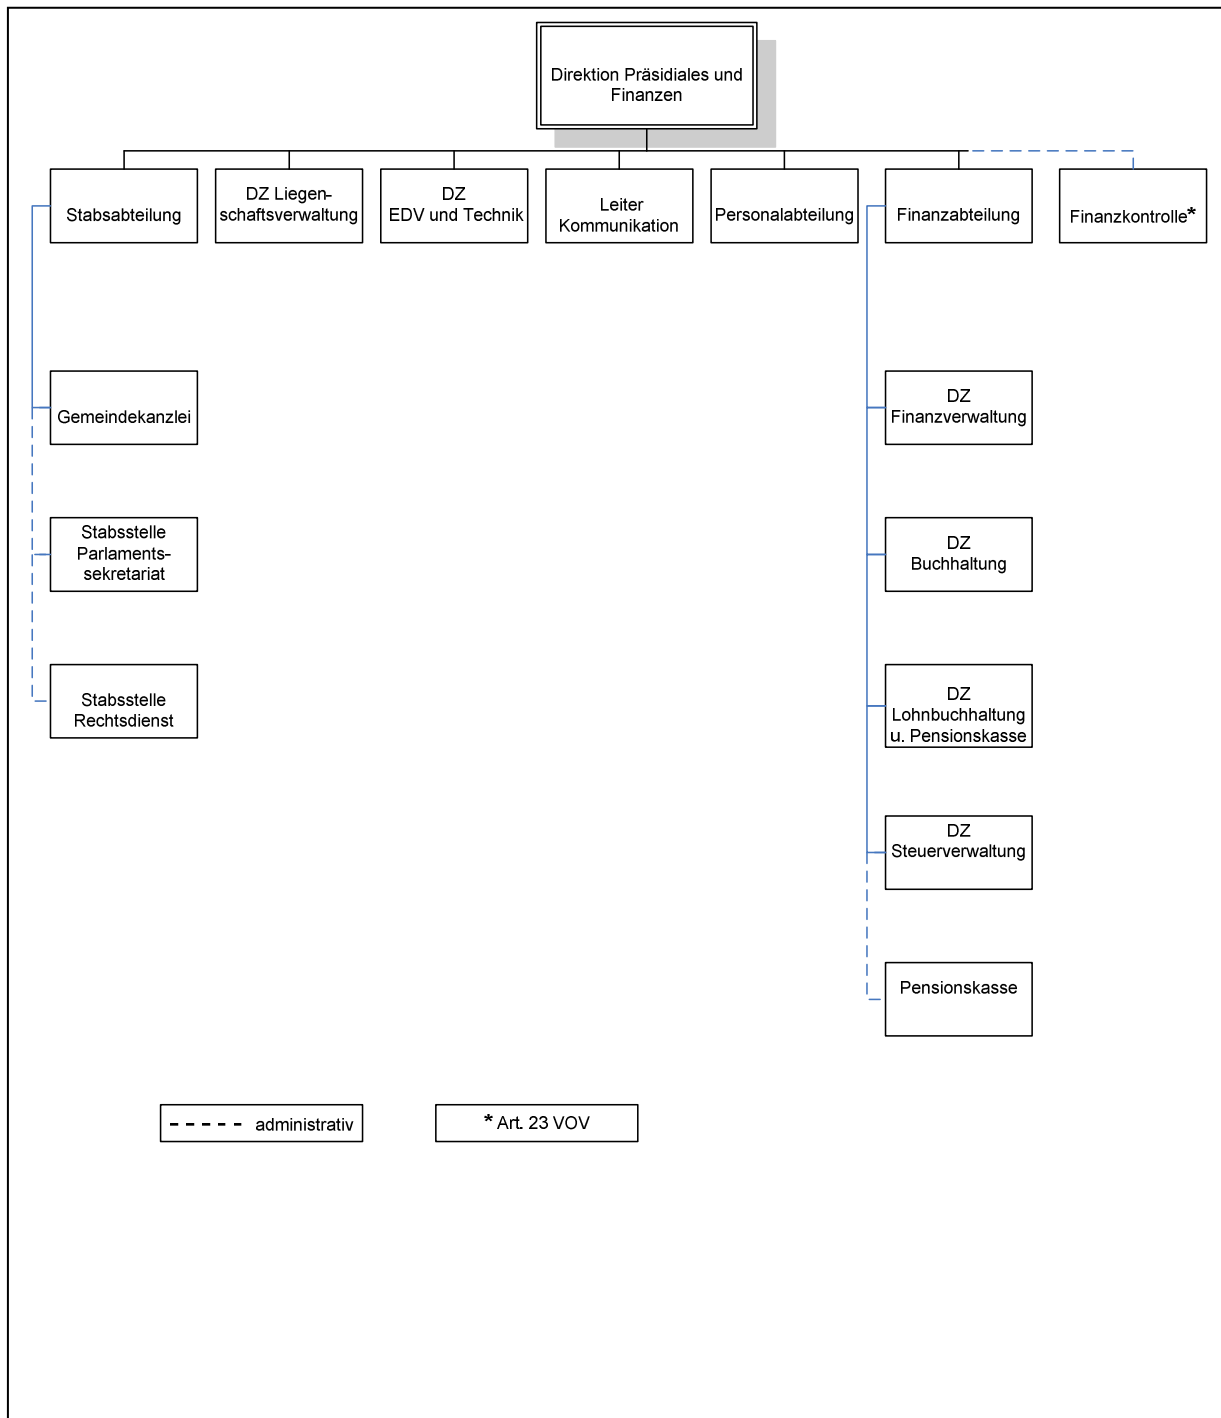 Direktion Präsidiales und
Finanzen
Stabsabteilung
DZ Liegen-
schaftsverwaltung
DZ
EDV und Technik
Leiter
Kommunikation
Personalabteilung
Finanzabteilung
Finanzkontrolle*
Gemeindekanzlei
DZ
Finanzverwaltung
Stabsstelle
Parlaments-
sekretariat
DZ
Buchhaltung
Stabsstelle
Rechtsdienst
DZ
Lohnbuchhaltung
u. Pensionskasse
DZ
Steuerverwaltung
Pensionskasse
administrativ
* Art. 23 VOV